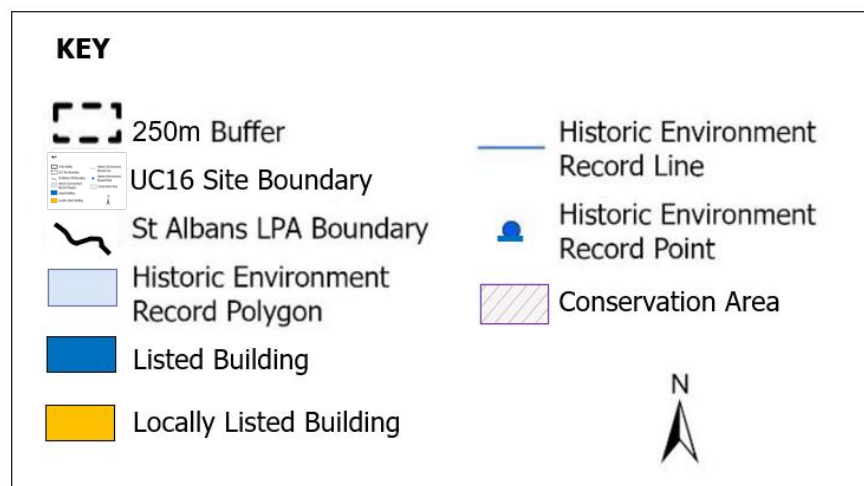 KEY
250m Buffer
UC16 Site Boundary
St Albans LPA Boundary
Historic Environment
Record Polygon
Listed Building
Locally Listed Building
Historic Environment
Record Line
Historic Environment
Record Point
Conservation Area
N